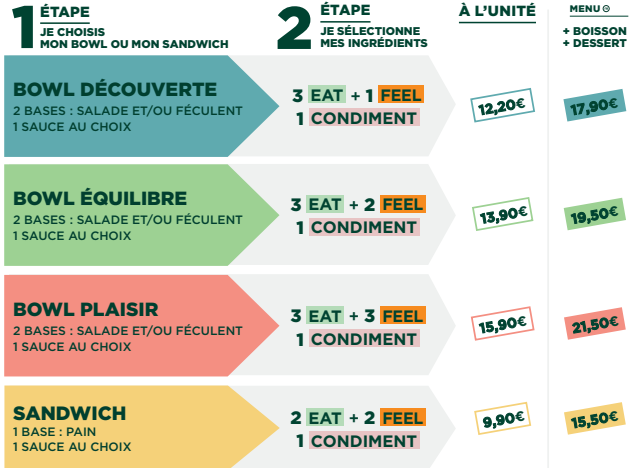 1 ÉTAPE
JE CHOISIS
MON BOWL OU MON SANDWICH
2 ÉTAPE
JE SÉLECTIONNE
MES INGRÉDIENTS
À L'UNITÉ
MENU
+ BOISSON
+ DESSERT
BOWL DÉCOUVERTE
2 BASES : SALADE ET/OU FÉCULENT
1 SAUCE AU CHOIX
3 EAT + 1 FEEL
1 CONDIMENT
12,20€
17,90€
BOWL ÉQUILIBRE
2 BASES : SALADE ET/OU FÉCULENT
1 SAUCE AU CHOIX
3 EAT + 2 FEEL
1 CONDIMENT
13,90€
19,50€
BOWL PLAISIR
2 BASES : SALADE ET/OU FÉCULENT
1 SAUCE AU CHOIX
3 EAT + 3 FEEL
1 CONDIMENT
15,90€
21,50€
SANDWICH
1 BASE : PAIN
1 SAUCE AU CHOIX
2 EAT + 2 FEEL
1 CONDIMENT
9,90€
15,50€